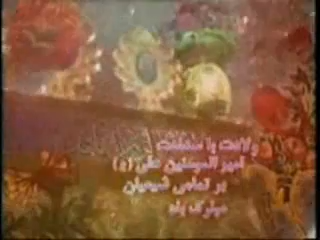 ولادت با سعادت
امیر المومنین علی (ع)
بر تمامی شیعیان
مبارک باد